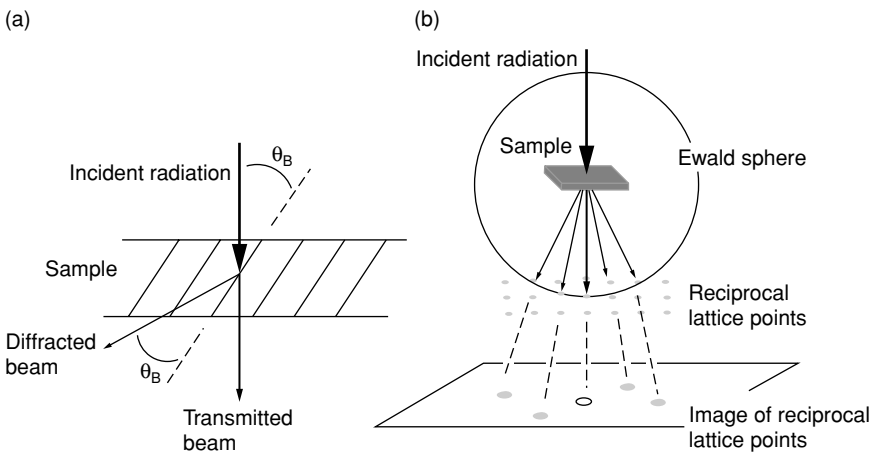 (a)
Incident radiation
θB
Sample
Diffracted
beam
θB
Transmitted
beam
(b)
Incident radiation
Sample
Ewald sphere
Reciprocal
lattice points
Image of reciprocal
lattice points